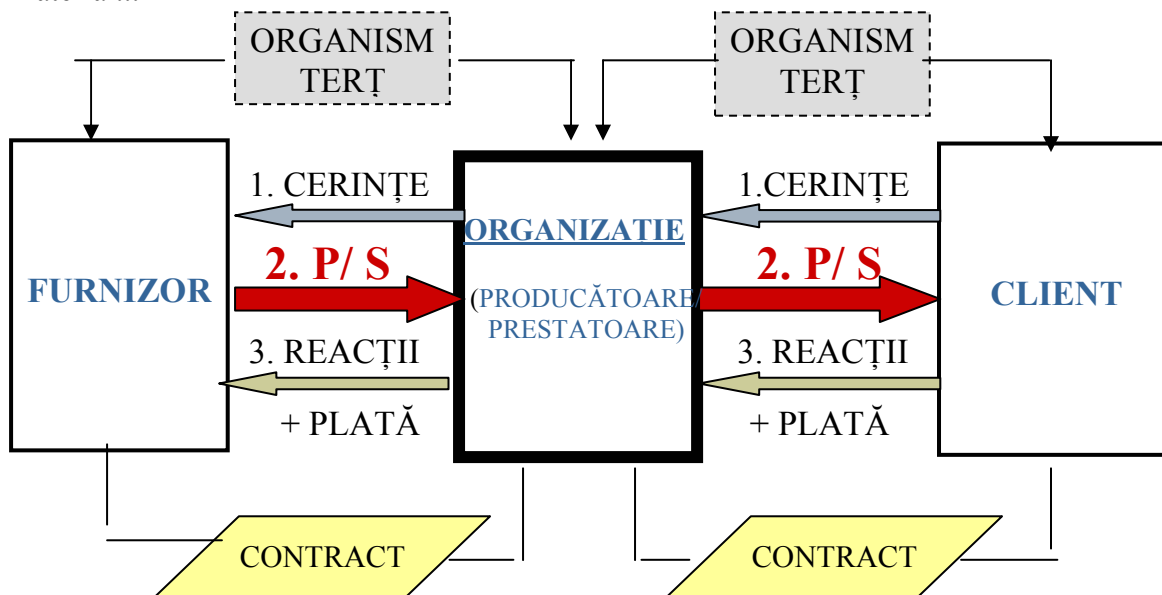 ORGANISM
TERȚ
ORGANISM
TERȚ
1. CERINȚE
1.CERINȚE
ORGANIZATIE
2. P/ S
2. P/ S
FURNIZOR
(PRODUCĂTOARE/
PRESTATOARE)
CLIENT
3. REACȚII
3. REACȚII
+ PLATĂ
+ PLATĂ
CONTRACT
CONTRACT